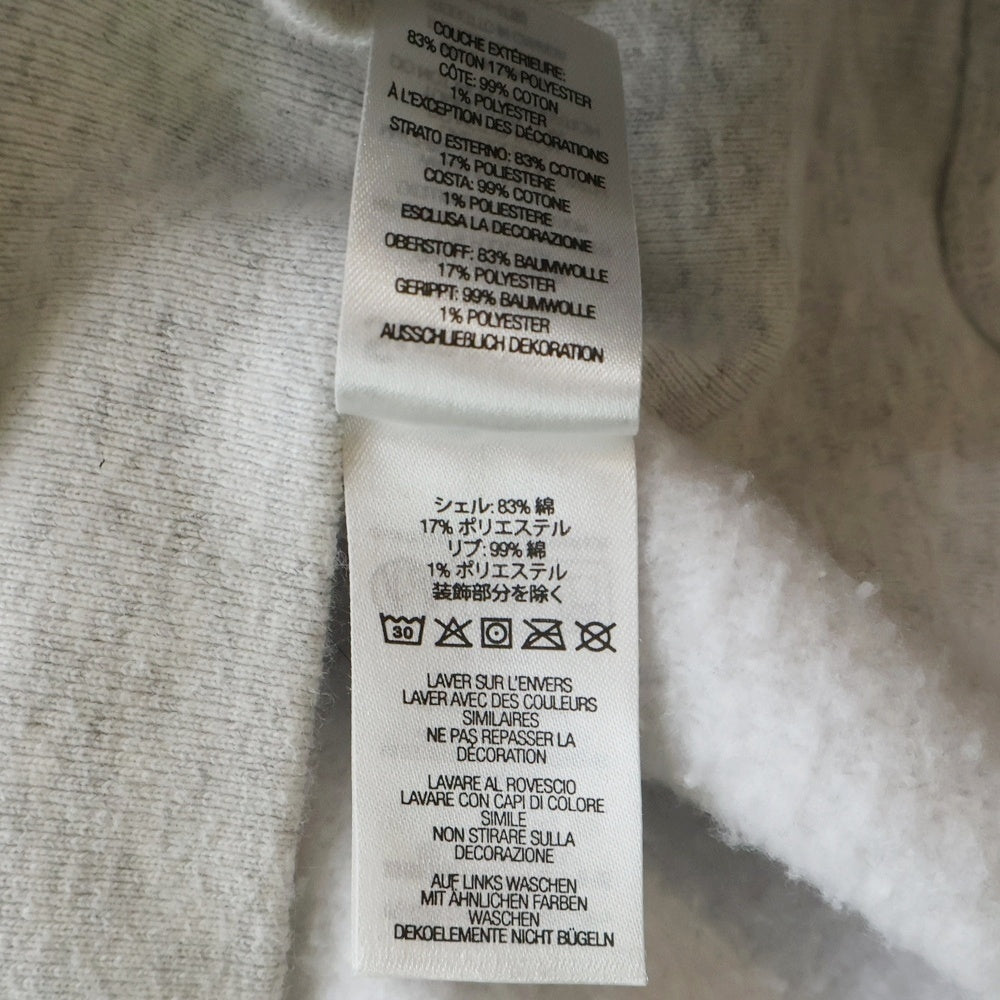 COUCHE EXTÉRIEURE:
83% COTON 17% POLYESTER
CÔTE: 99% COTON
1% POLYESTER
À L'EXCEPTION DES DÉCORATIONS
STRATO ESTERNO: 83% COTONE
17% POLIESTERE
COSTA: 99% COTONE
1% POLIESTERE
ESCLUSA LA DECORAZIONE
OBERSTOFF: 83% BAUMWOLLE
17% POLYESTER
GERIPPT: 99% BAUMWOLLE
1% POLYESTER
AUSSCHLIEßLICH DEKORATION
シェル: 83% 綿
17% ポリエステル
リブ: 99% 綿
1% ポリエステル
装飾部分を除く
30
LAVER SUR L'ENVERS
LAVER AVEC DES COULEURS
SIMILAIRES
NE PAS REPASSER LA
DÉCORATION
LAVARE AL ROVESCIO
LAVARE CON CAPI DI COLORE
SIMILE
NON STIRARE SULLA
DECORAZIONE
AUF LINKS WASCHEN
MIT ÄHNLICHEN FARBEN
WASCHEN
DEKOELEMENTE NICHT BÜGELN